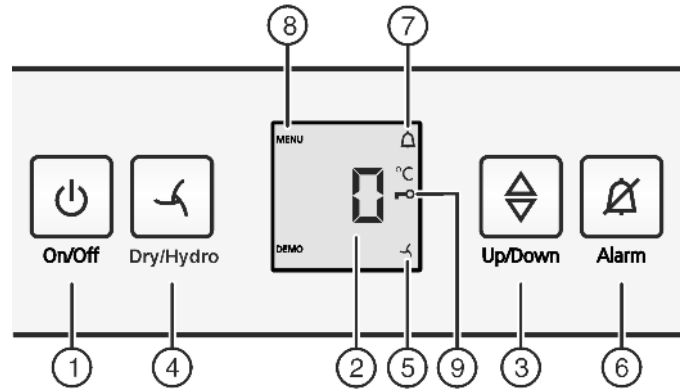 8 7
MENU
°C
0
DEMO
On/Off Dry/Hydro Up/Down Alarm
1 4 2 5 9 3 6